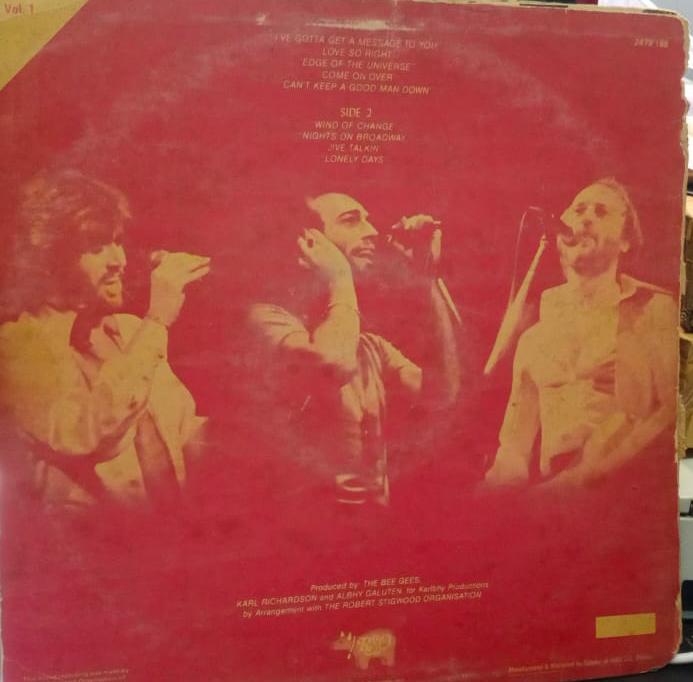 Vol. 1
2479 188
"I'VE GOTTA GET A MESSAGE TO YOU"
LOVE SO RIGHT
EDGE OF THE UNIVERSE
COME ON OVER
CAN'T KEEP A GOOD MAN DOWN
SIDE 2
WIND OF CHANGE
NIGHTS ON BROADWAY
JIVE TALKIN
LONELY DAYS
Produced by: THE BEE GEES,
KARL RICHARDSON and ALBHY GALUTEN, for Karlbhy Productions
by Arrangement with THE ROBERT STIGWOOD ORGANISATION
RSO